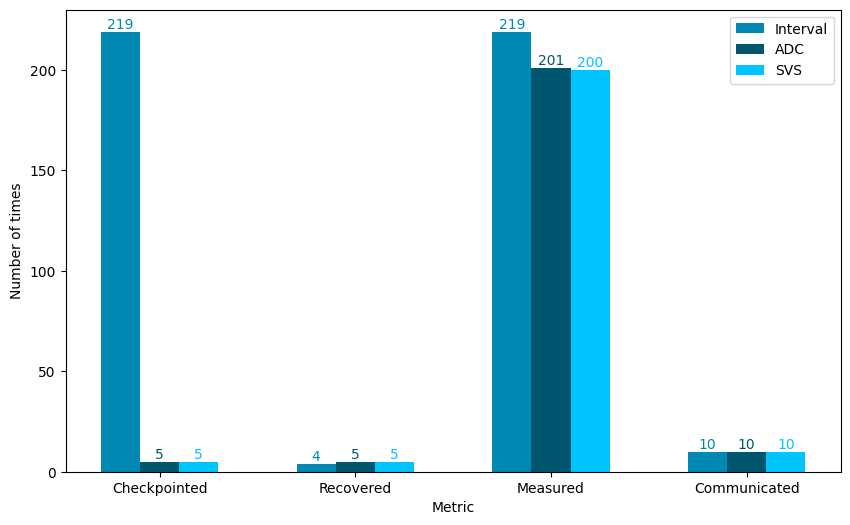 219
219
Interval
ADC
SVS
201
200
200
150
100
50
0
Number of times
5
5
4
5
5
10
10
10
Checkpointed
Recovered
Measured
Communicated
Metric